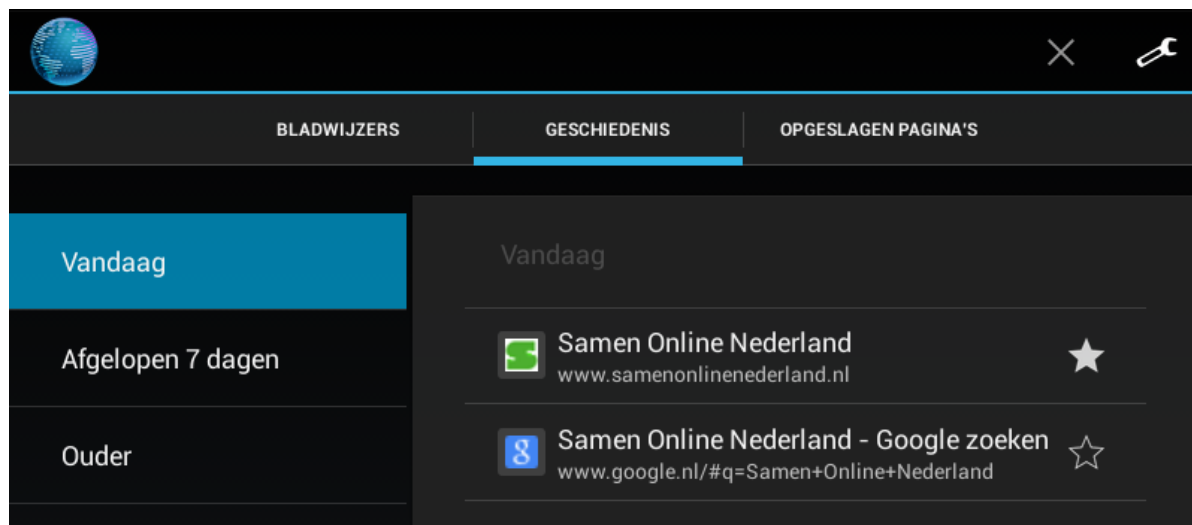 BLADWIJZERS
GESCHIEDENIS
OPGESLAGEN PAGINA'S
Vandaag
Afgelopen 7 dagen
Ouder
Vandaag
Samen Online Nederland
www.samenonlinenederland.nl
Samen Online Nederland - Google zoeken
www.google.nl/#q=Samen+Online+Nederland